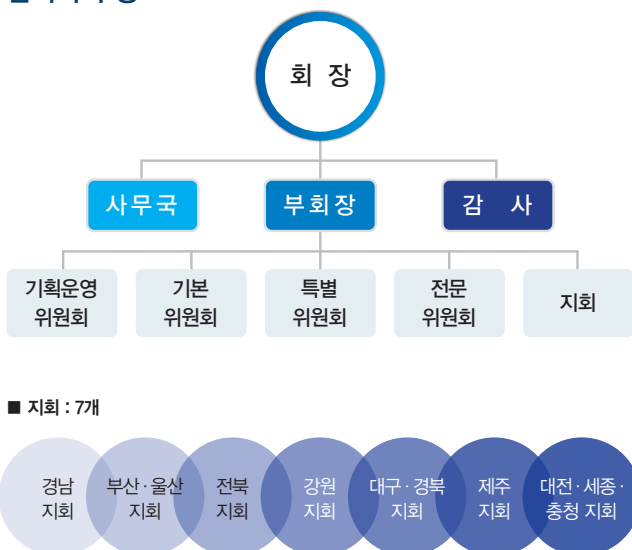 회 장
사무국
부회장
감 사
기획운영
위원회
기본
위원회
특별
위원회
전문
위원회
지회
■ 지회 : 7개
경남
지회
부산 · 울산
지회
전북
지회
강원
지회
대구 · 경북
지회
제주
지회
대전 · 세종 ·
충청 지회